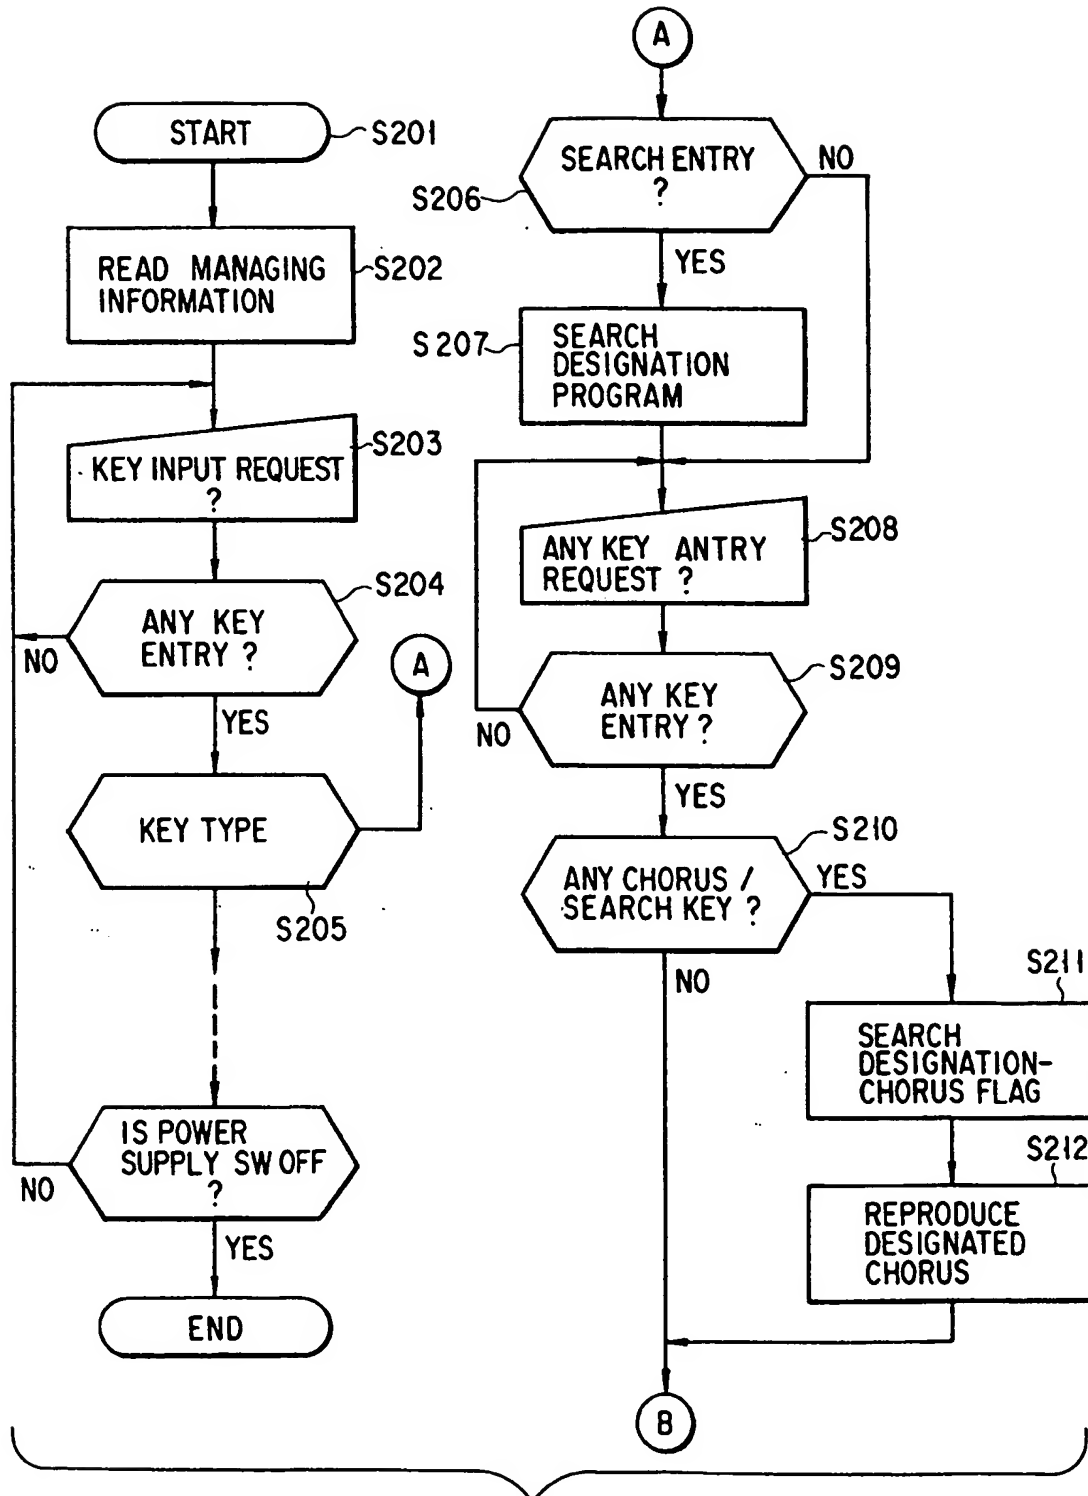 START
S201
READ MANAGING
INFORMATION
S202
KEY INPUT REQUEST
?
S203
ANY KEY
ENTRY ?
S204
NO
YES
A
KEY TYPE
S205
IS POWER
SUPPLY SW OFF
?
NO
YES
END
A
SEARCH ENTRY
?
S206
NO
YES
SEARCH
DESIGNATION
PROGRAM
S207
ANY KEY ANTRY
REQUEST ?
S208
ANY KEY
ENTRY ?
S209
NO
YES
ANY CHORUS /
SEARCH KEY ?
S210
YES
NO
S211
SEARCH
DESIGNATION-
CHORUS FLAG
S212
REPRODUCE
DESIGNATED
CHORUS
B